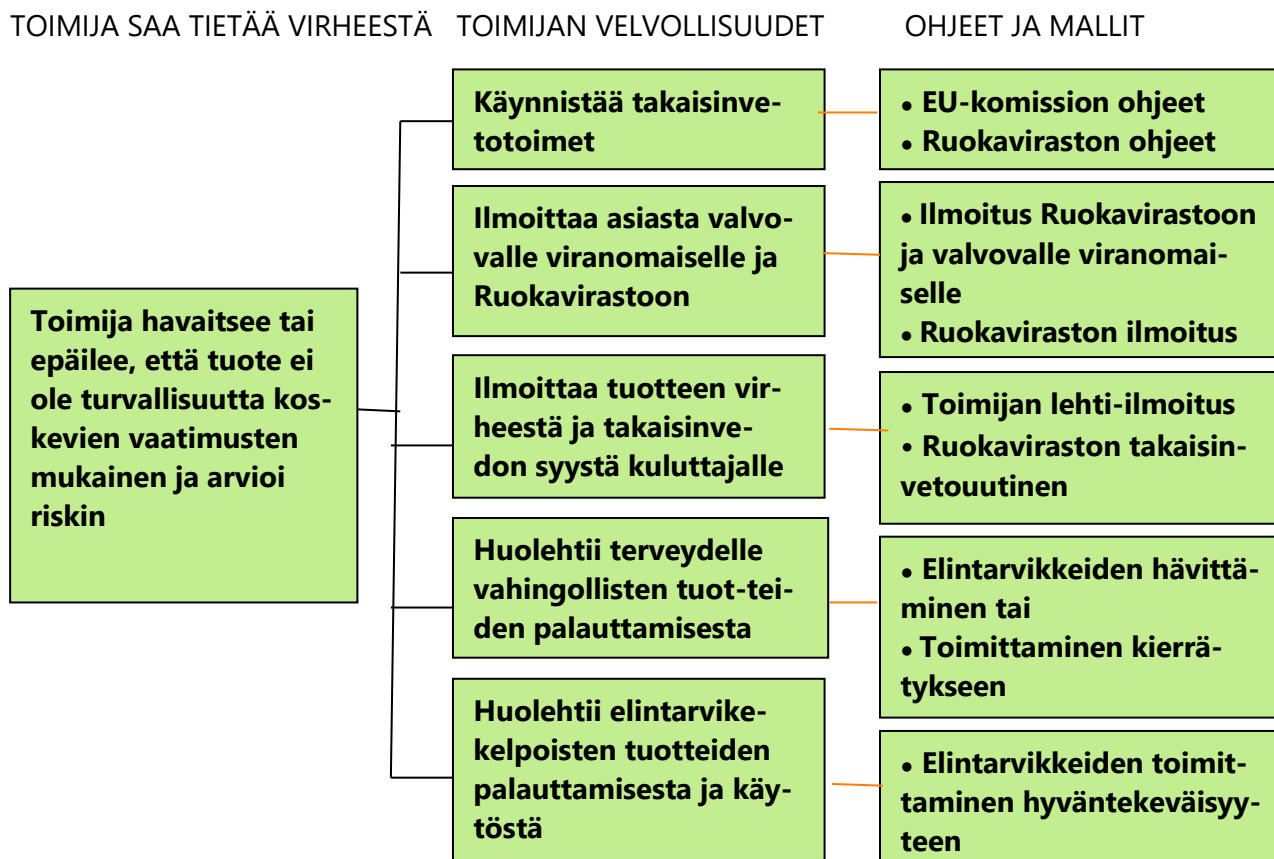 TOIMIJA SAA TIETÄÄ VIRHEESTÄ
TOIMIJAN VELVOLLISUUDET
OHJEET JA MALLIT
Toimija havaitsee tai
epäilee, että tuote ei
ole turvallisuutta kos-
kevien vaatimusten
mukainen ja arvioi
riskin
Käynnistää takaisinve-
totoimet
• EU-komission ohjeet
• Ruokaviraston ohjeet
Ilmoittaa asiasta valvo-
valle viranomaiselle ja
Ruokavirastoon
• Ilmoitus Ruokavirastoon
ja valvovalle viranomai-
selle
• Ruokaviraston ilmoitus
Ilmoittaa tuotteen vir-
heestä ja takaisinve-
don syystä kuluttajalle
• Toimijan lehti-ilmoitus
• Ruokaviraston takaisin-
vetouutinen
Huolehtii terveydelle
vahingollisten tuot-tei-
den palauttamisesta
• Elintarvikkeiden hävittä-
minen tai
• Toimittaminen kierrä-
tykseen
Huolehtii elintarvike-
kelpoisten tuotteiden
palauttamisesta ja käy-
töstä
• Elintarvikkeiden toimit-
taminen hyväntekeväisyy-
teen